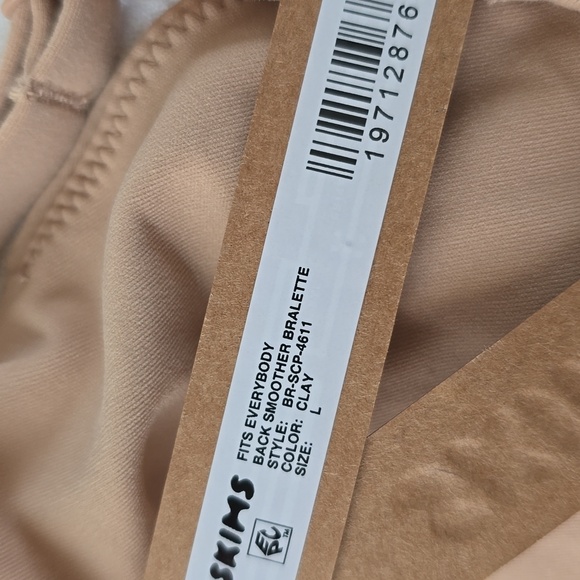 SKIMS
FITS EVERYBODY
BACK SMOOTHER BRALETTE
STYLE: BR-SCP-4611
COLOR: CLAY
SIZE: L
19712876